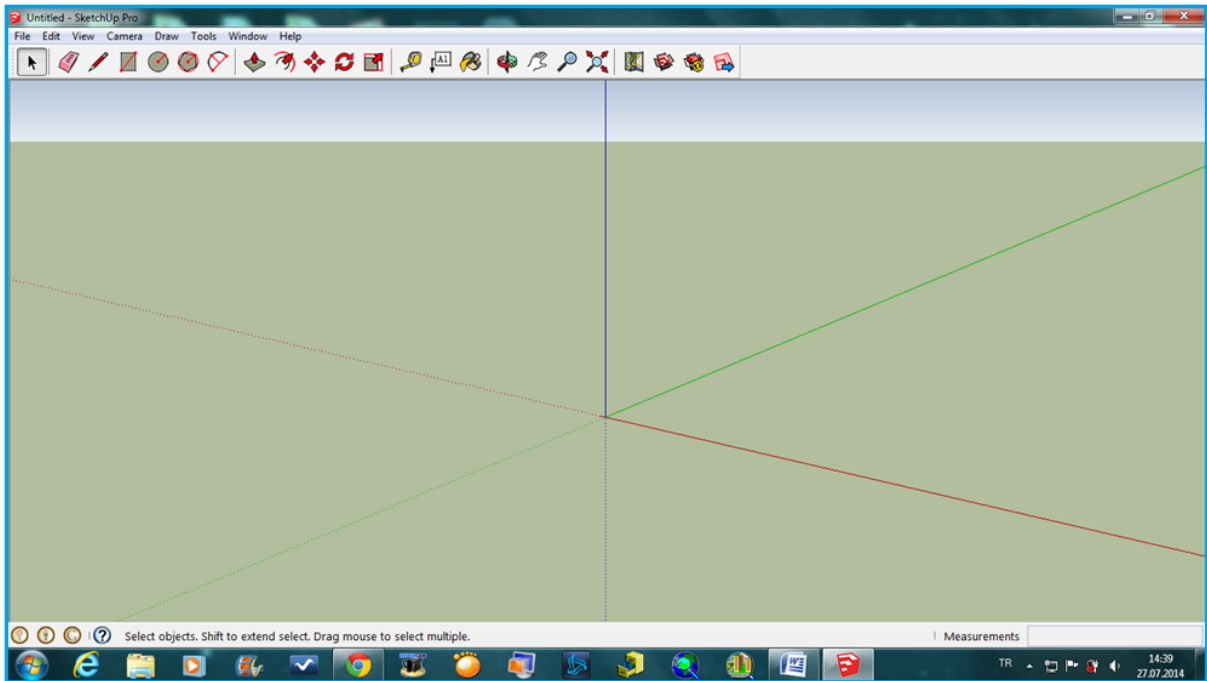 Untitled - SketchUp Pro
File Edit View Camera Draw Tools Window Help
A1
Select objects. Shift to extend select. Drag mouse to select multiple.
Measurements
TR
14:39
27.07.2014